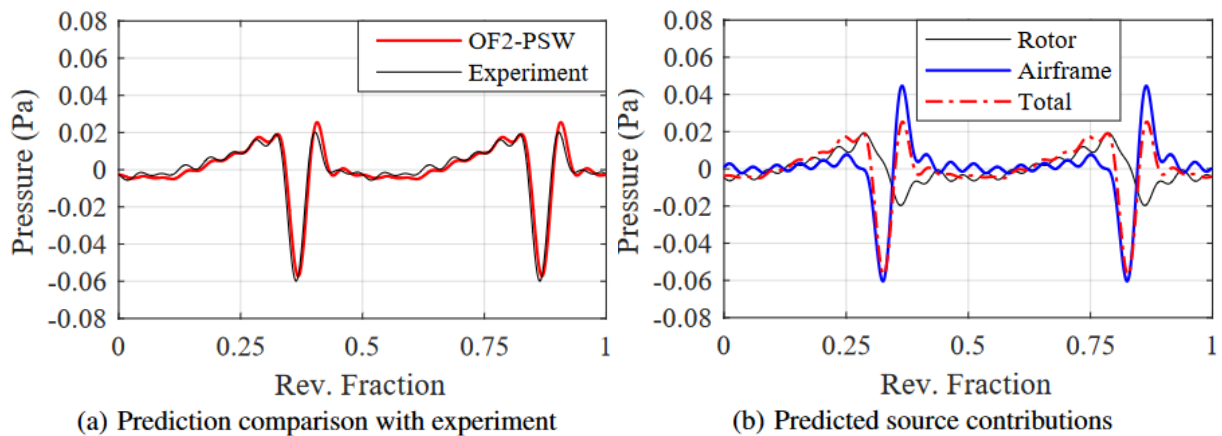 0.08
0.06
0.04
0.02
0
-0.02
-0.04
-0.06
-0.08
Pressure (Pa)
OF2-PSW
Experiment
0 0.25 0.5 0.75 1
Rev. Fraction
(a) Prediction comparison with experiment
0.08
0.06
0.04
0.02
0
-0.02
-0.04
-0.06
-0.08
Pressure (Pa)
Rotor
Airframe
Total
0 0.25 0.5 0.75 1
Rev. Fraction
(b) Predicted source contributions